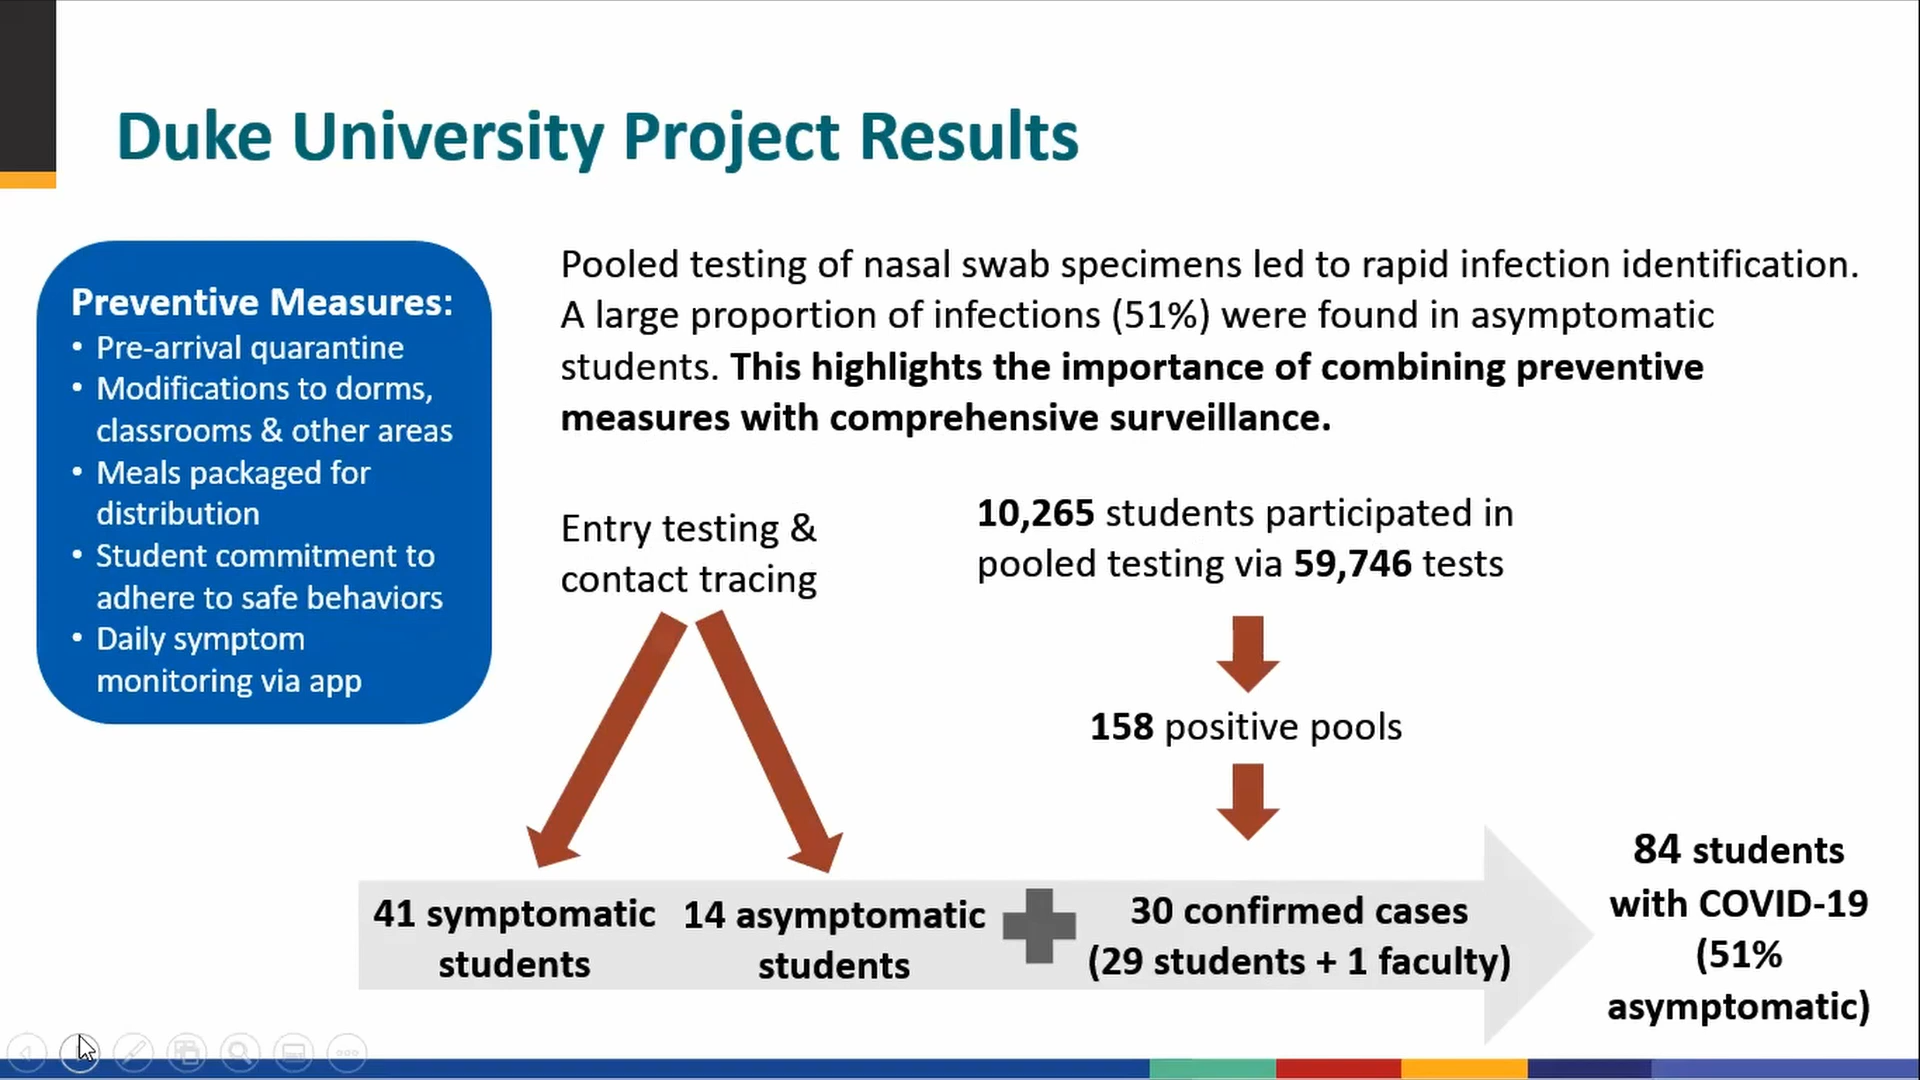 Duke University Project Results
Preventive Measures:
• Pre-arrival quarantine
• Modifications to dorms,
classrooms & other areas
• Meals packaged for
distribution
• Student commitment to
adhere to safe behaviors
• Daily symptom
monitoring via app
Pooled testing of nasal swab specimens led to rapid infection identification.
A large proportion of infections (51%) were found in asymptomatic
students. This highlights the importance of combining preventive
measures with comprehensive surveillance.
Entry testing &
contact tracing
10,265 students participated in
pooled testing via 59,746 tests
158 positive pools
41 symptomatic
students
14 asymptomatic
students
30 confirmed cases
(29 students + 1 faculty)
84 students
with COVID-19
(51%
asymptomatic)